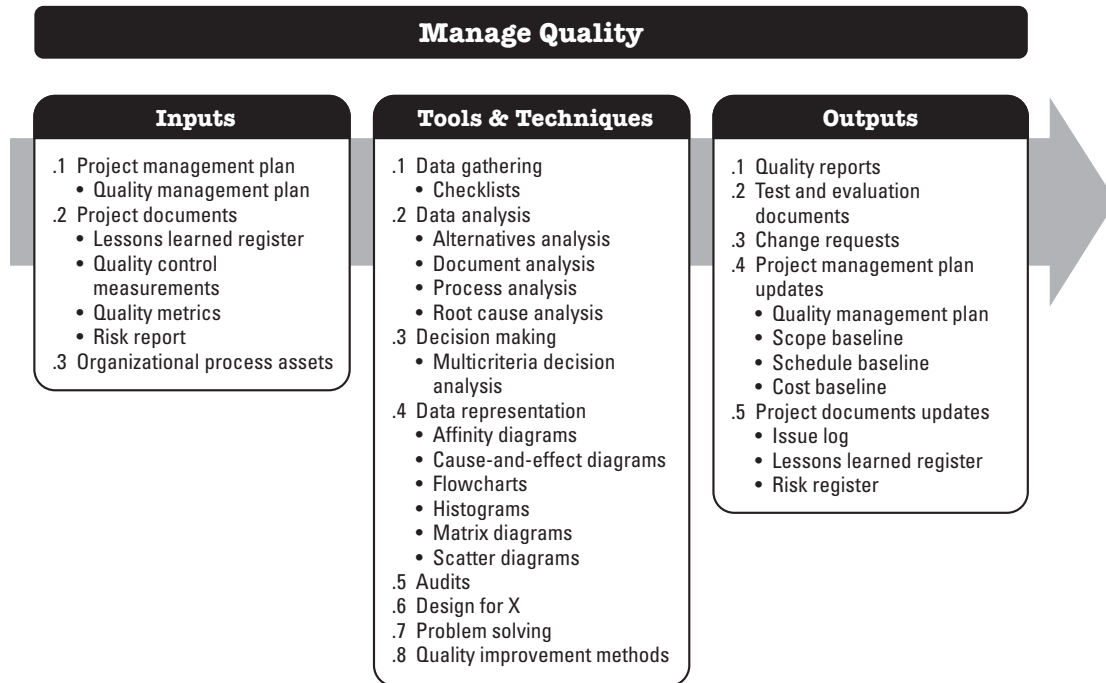 Manage Quality
Inputs
.1 Project management plan
• Quality management plan
.2 Project documents
• Lessons learned register
• Quality control
measurements
• Quality metrics
• Risk report
.3 Organizational process assets
Tools & Techniques
.1 Data gathering
• Checklists
.2 Data analysis
• Alternatives analysis
• Document analysis
• Process analysis
• Root cause analysis
.3 Decision making
• Multicriteria decision
analysis
.4 Data representation
• Affinity diagrams
• Cause-and-effect diagrams
• Flowcharts
• Histograms
• Matrix diagrams
• Scatter diagrams
.5 Audits
.6 Design for X
.7 Problem solving
.8 Quality improvement methods
Outputs
.1 Quality reports
.2 Test and evaluation
documents
.3 Change requests
.4 Project management plan
updates
• Quality management plan
• Scope baseline
• Schedule baseline
• Cost baseline
.5 Project documents updates
• Issue log
• Lessons learned register
• Risk register